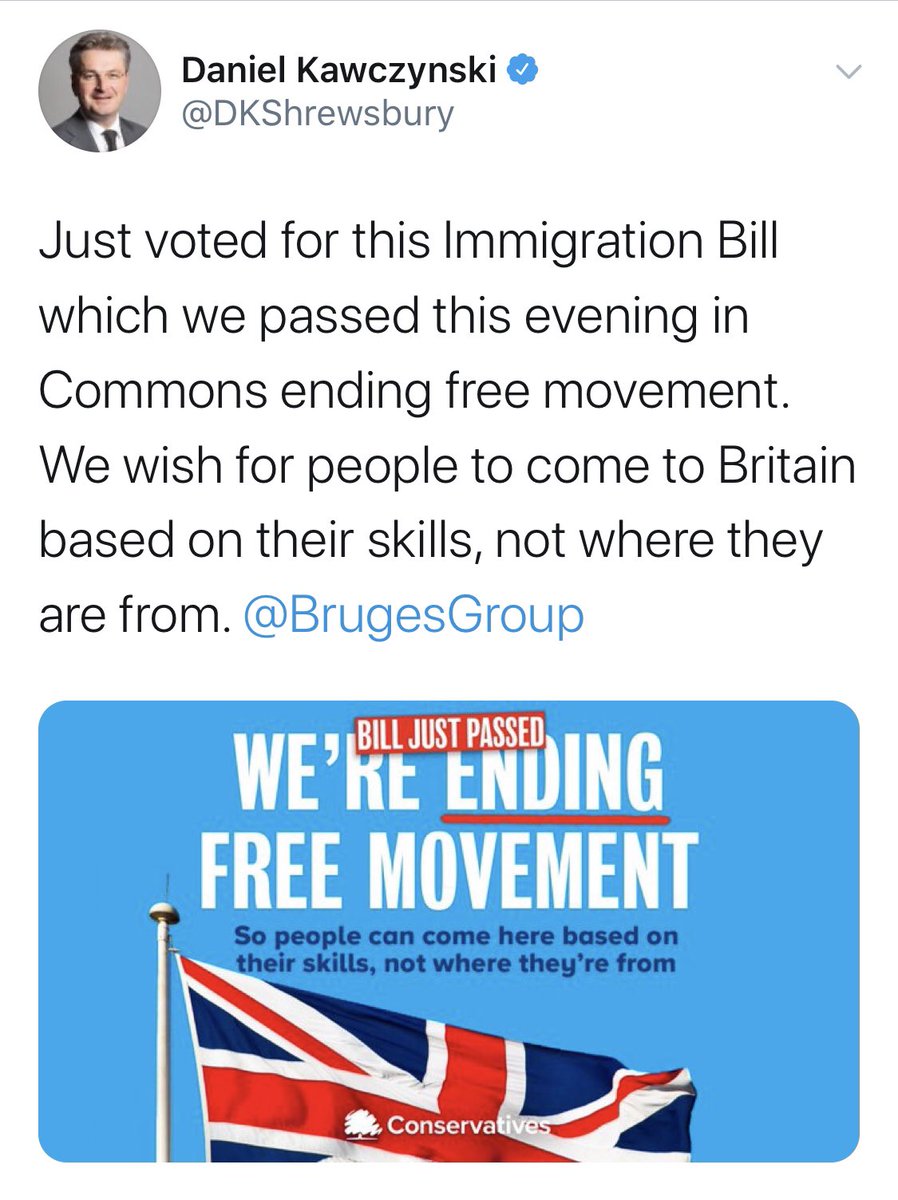 Daniel Kawczynski
@DKShrewsbury
Just voted for this Immigration Bill
which we passed this evening in
Commons ending free movement.
We wish for people to come to Britain
based on their skills, not where they
are from. @BrugesGroup
BILL JUST PASSED
WE'RE ENDING
FREE MOVEMENT
So people can come here based on
their skills, not where they're from
Conservatives